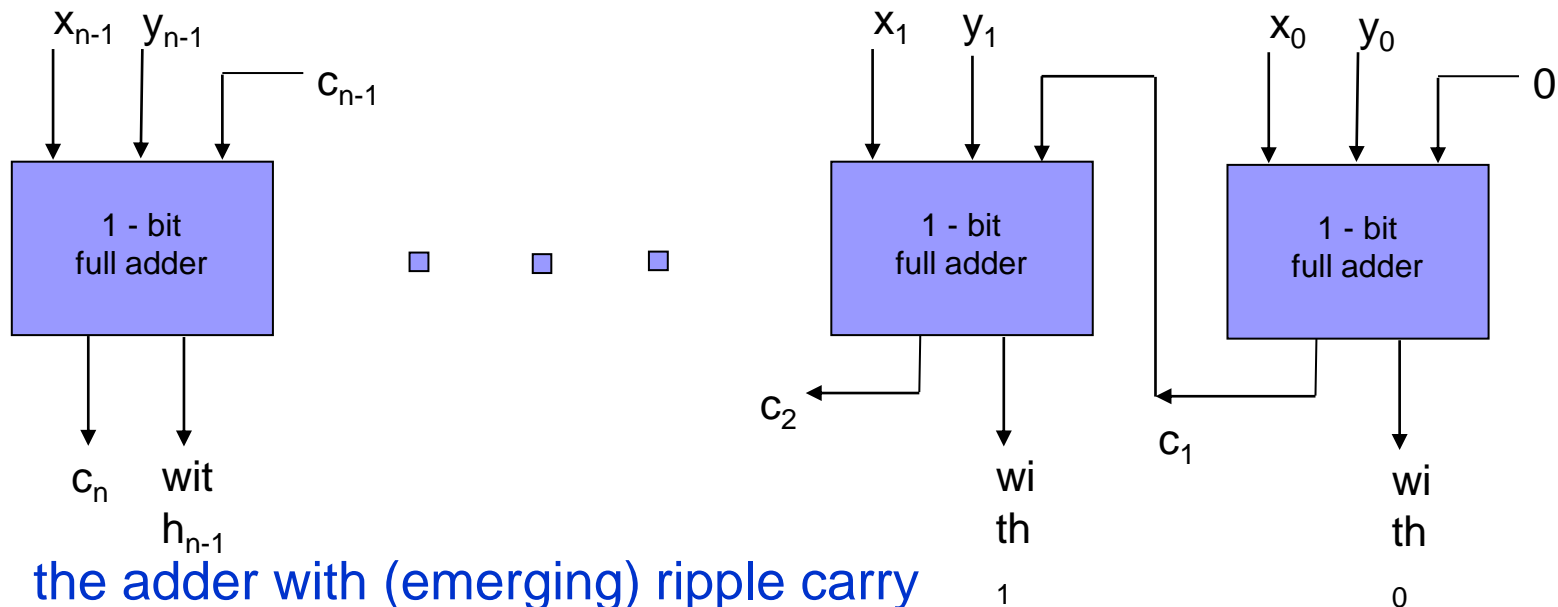 xₙ₋₁ yₙ₋₁ x₁ y₁ x₀ y₀
cₙ₋₁ 0
1 - bit
full adder
1 - bit
full adder
1 - bit
full adder
c₂
c₁
cₙ wit
hₙ₋₁
wi
th
1
wi
th
0
the adder with (emerging) ripple carry